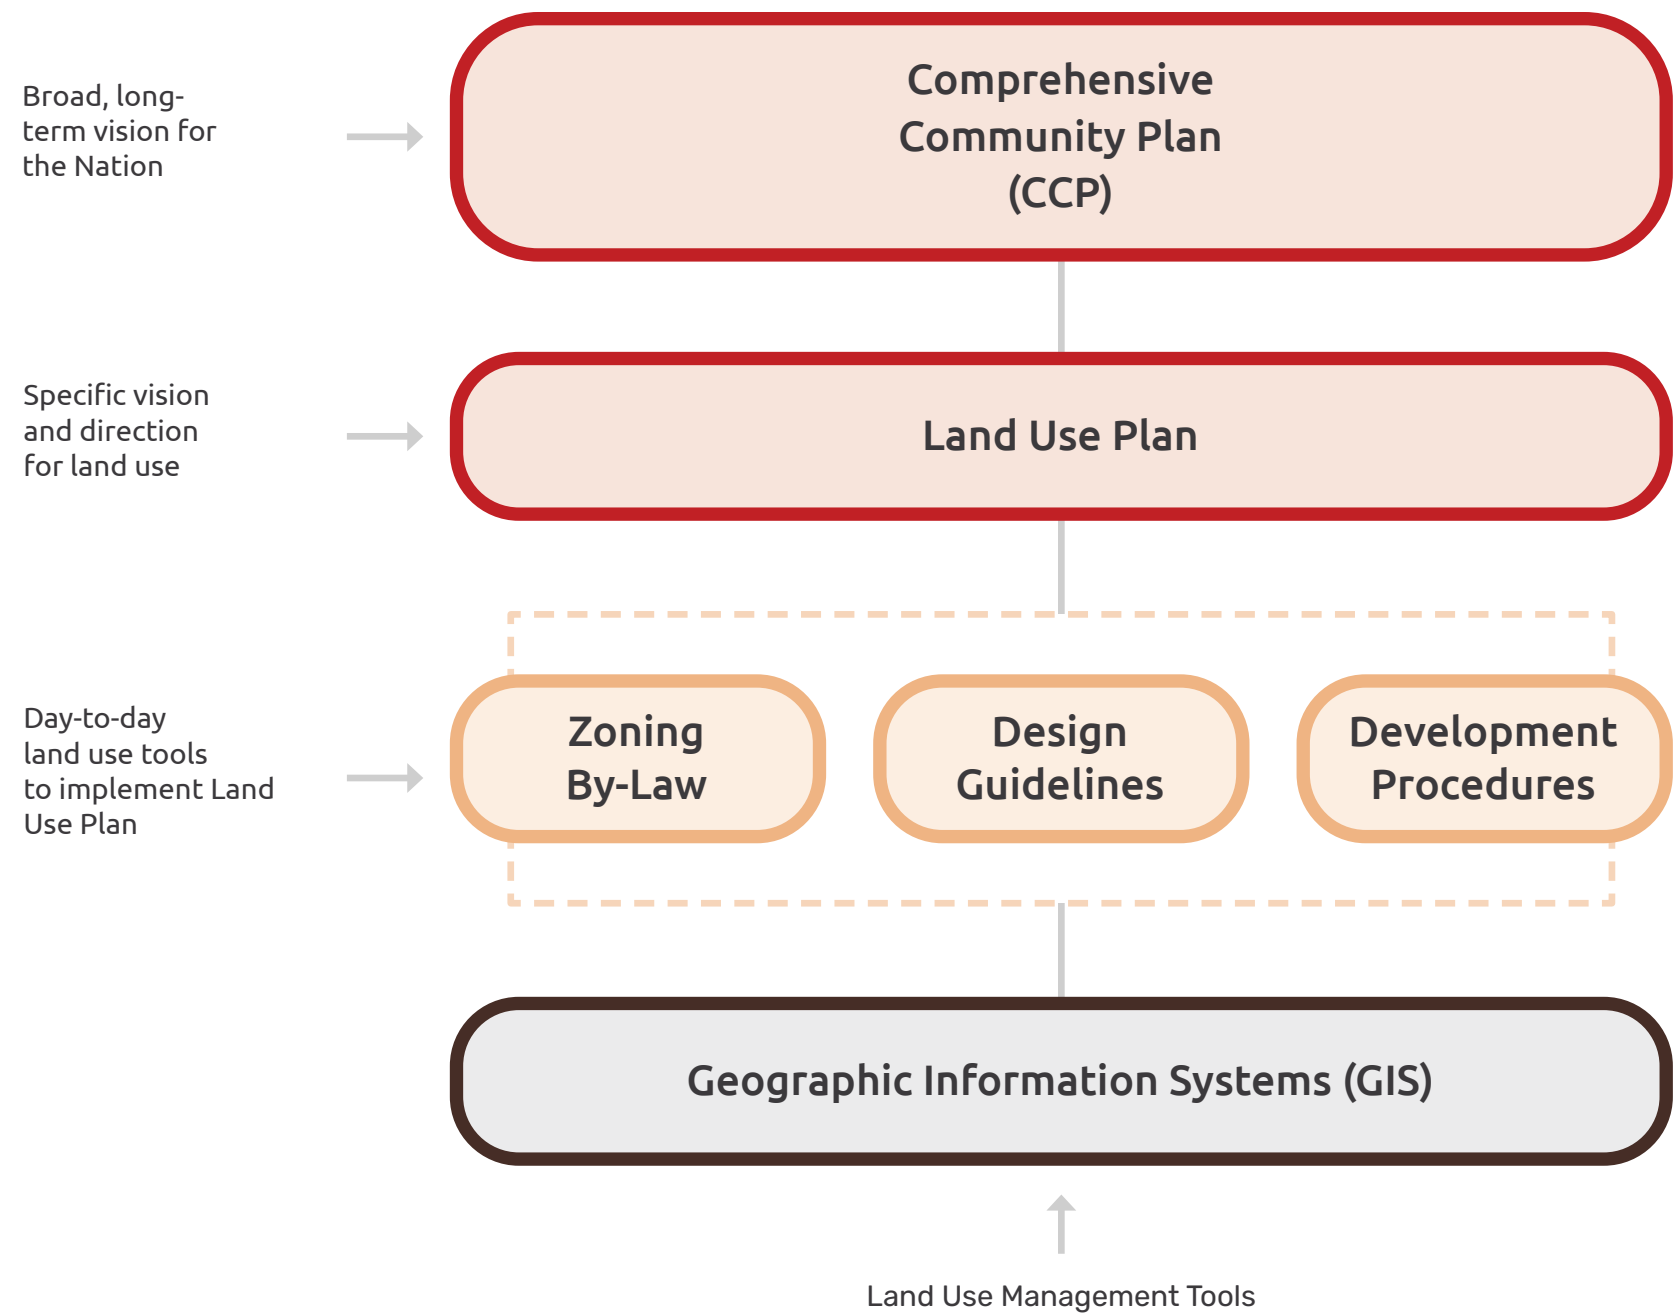 Broad, long-
term vision for
the Nation
Comprehensive
Community Plan
(CCP)
Specific vision
and direction
for land use
Land Use Plan
Day-to-day
land use tools
to implement Land
Use Plan
Zoning
By-Law
Design
Guidelines
Development
Procedures
Geographic Information Systems (GIS)
Land Use Management Tools